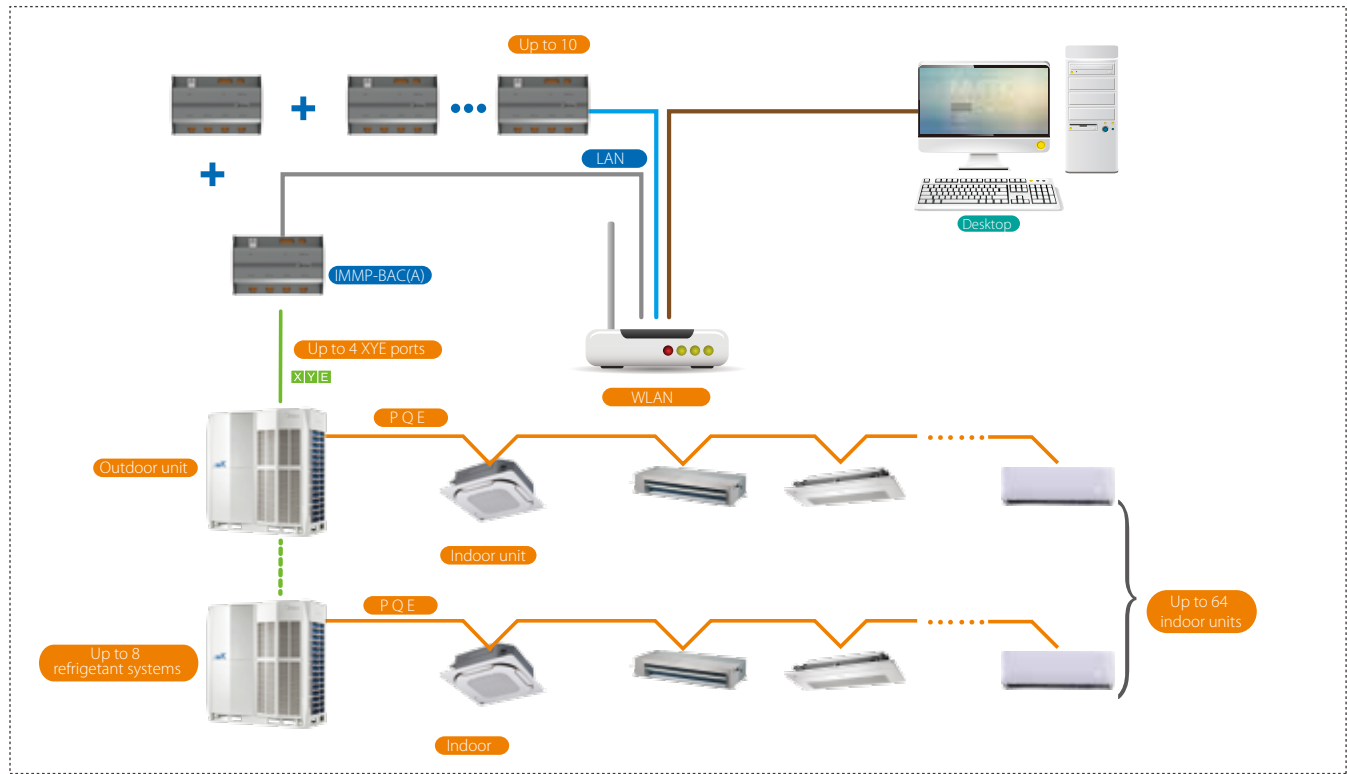 Up to 10
LAN
Desktop
IMMP-BAC(A)
Up to 4 XYE ports
X Y E
WLAN
P Q E
Outdoor unit
Indoor unit
P Q E
Up to 64
indoor units
Up to 8
refrigetant systems
Indoor